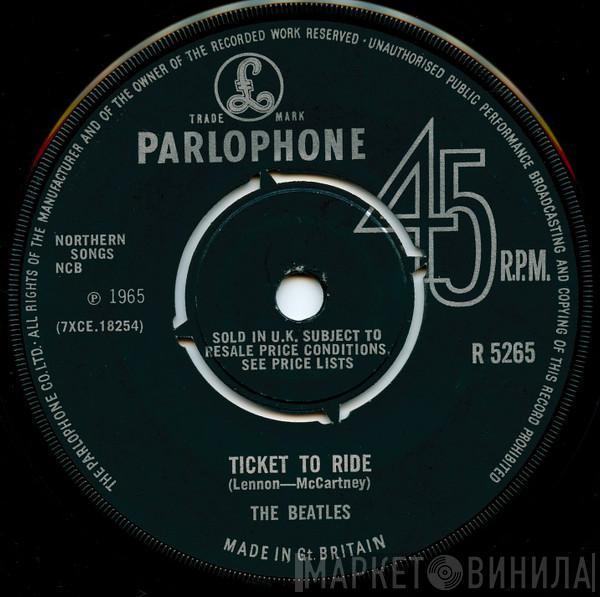 THE PARLOPHONE CO. LTD. · ALL RIGHTS OF THE MANUFACTURER AND OF THE OWNER OF THE RECORDED WORK RESERVED · UNAUTHORISED PUBLIC PERFORMANCE BROADCASTING AND COPYING OF THIS RECORD PROHIBITED
£
TRADE MARK
PARLOPHONE
45 R.P.M.
NORTHERN
SONGS
NCB
℗ 1965
(7XCE.18254)
SOLD IN U.K. SUBJECT TO
RESALE PRICE CONDITIONS,
SEE PRICE LISTS
R 5265
TICKET TO RIDE
(Lennon—McCartney)
THE BEATLES
MADE IN Gt. BRITAIN
МАРКЕТ ВИНИЛА